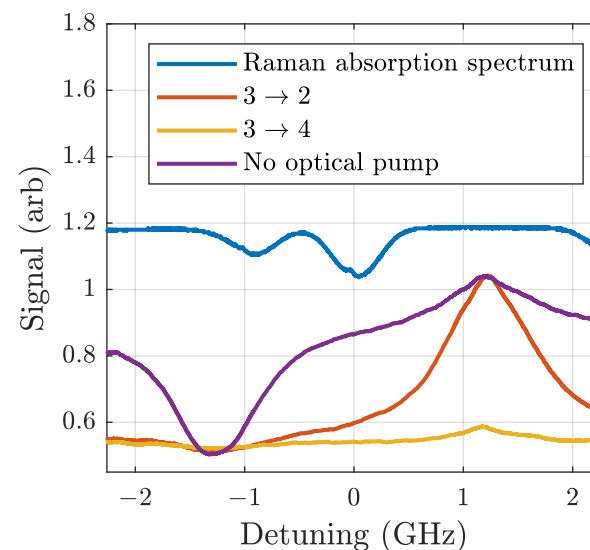 1.8
1.6
1.4
1.2
1
0.8
0.6
Signal (arb)
Raman absorption spectrum
3 → 2
3 → 4
No optical pump
−2 −1 0 1 2
Detuning (GHz)